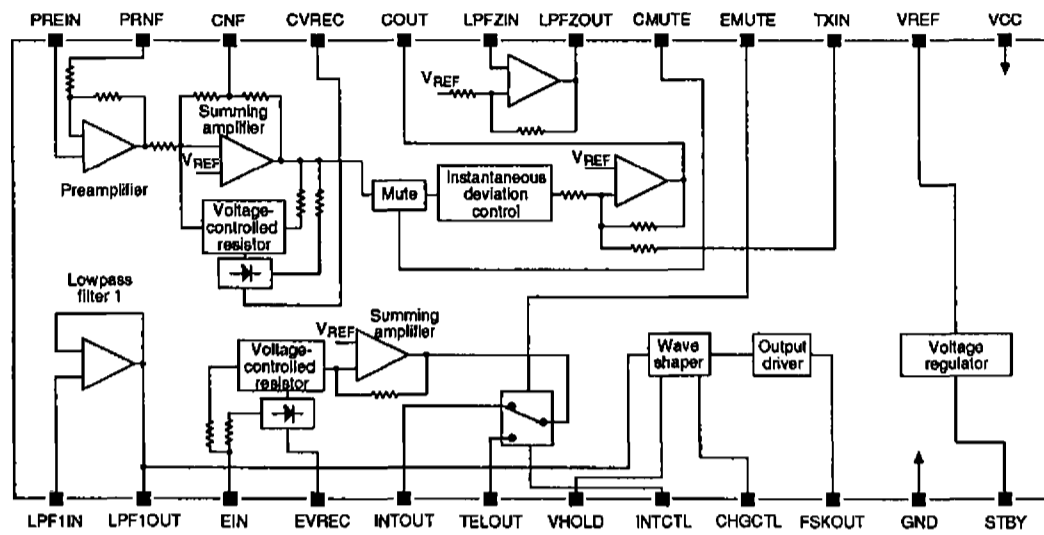 PREIN PRNF CNF CVREC COUT LPFZIN LPFZOUT CMUTE EMUTE TXIN VREF VCC
VREF
Summing
amplifier
VREF
Preamplifier
Voltage-
controlled
resistor
Mute
Instantaneous
deviation
control
VREF
Lowpass
filter 1
Summing
amplifier
VREF
Voltage-
controlled
resistor
Wave
shaper
Output
driver
Voltage
regulator
LPF1IN LPF1OUT EIN EVREC INTOUT TELOUT VHOLD INTCTL CHGCTL FSKOUT GND STBY